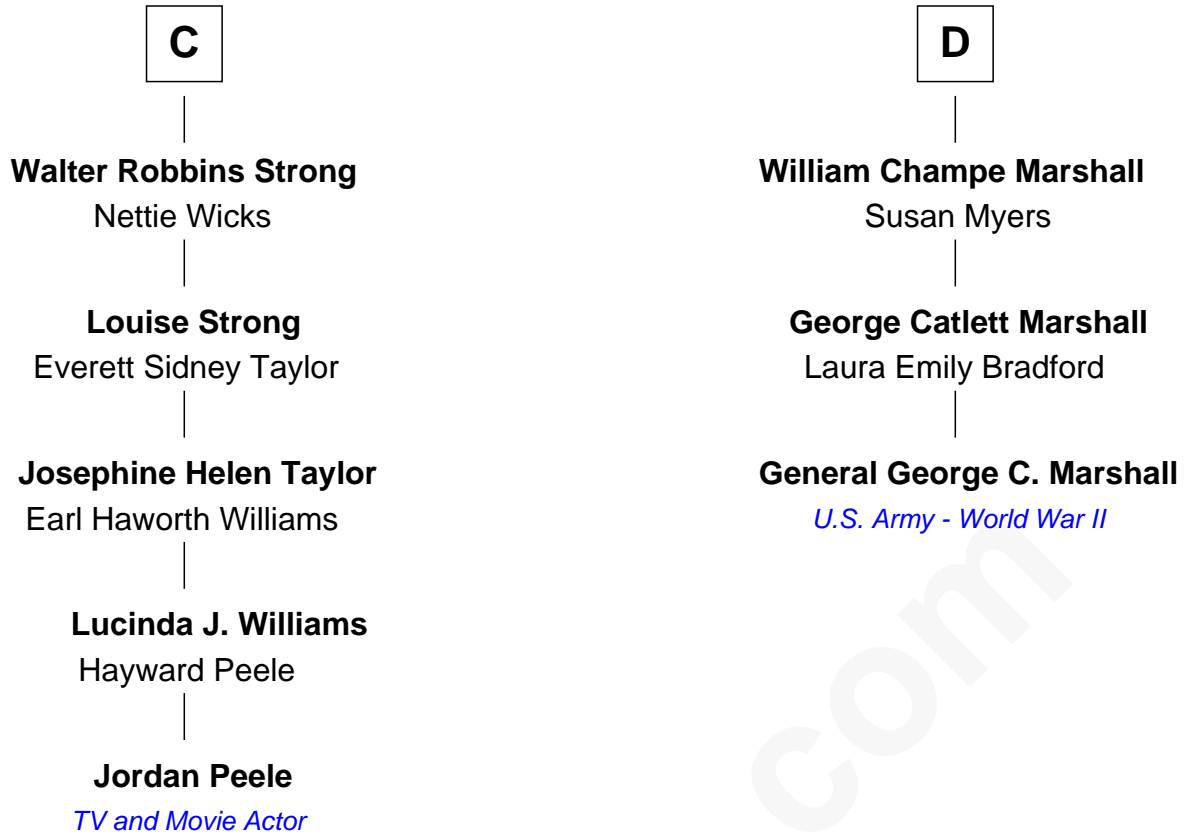 C
Walter Robbins Strong
Nettie Wicks
Louise Strong
Everett Sidney Taylor
Josephine Helen Taylor
Earl Haworth Williams
Lucinda J. Williams
Hayward Peele
Jordan Peele
TV and Movie Actor
D
William Champe Marshall
Susan Myers
George Catlett Marshall
Laura Emily Bradford
General George C. Marshall
U.S. Army - World War II
com